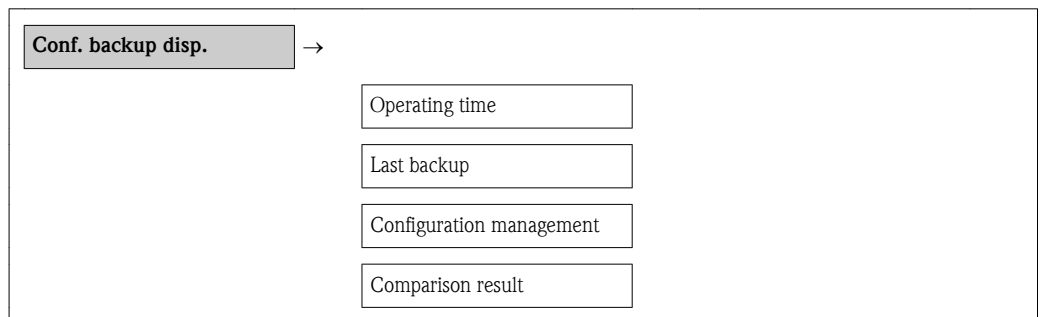 Conf. backup disp. →
Operating time
Last backup
Configuration management
Comparison result